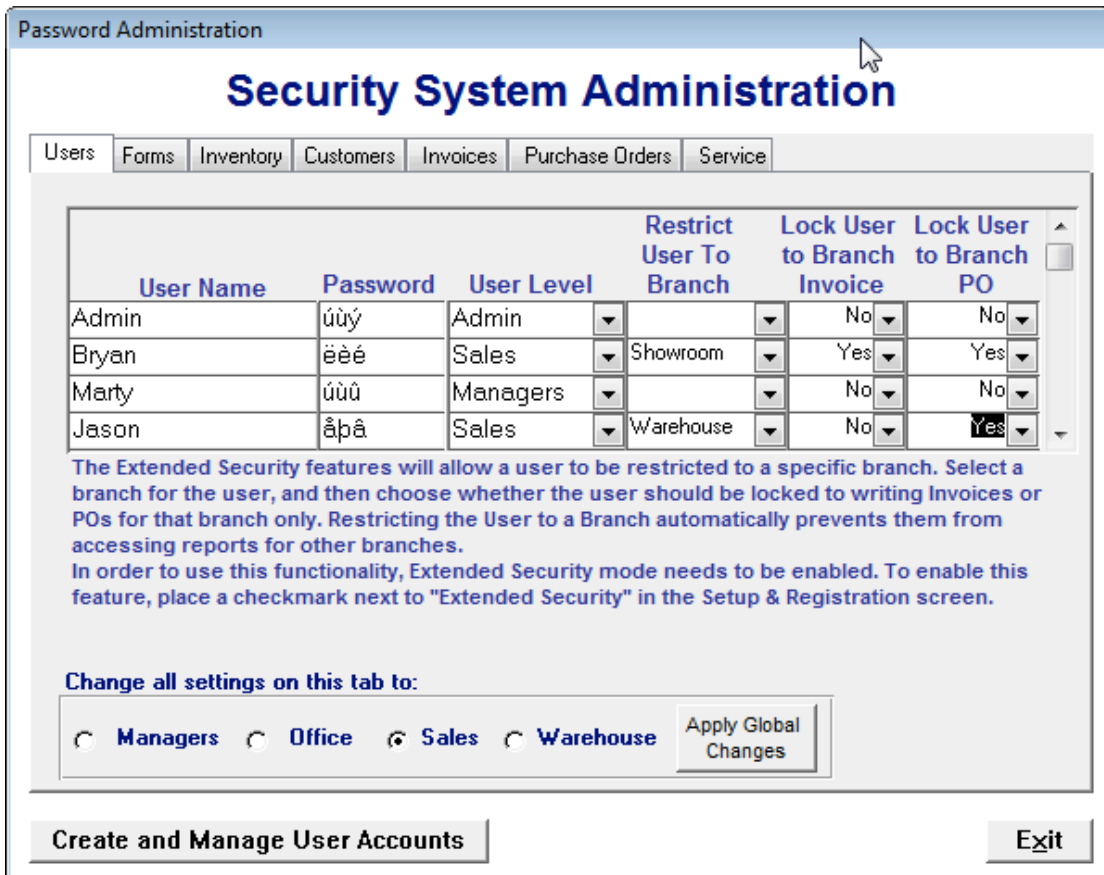 Password Administration
Security System Administration
Users Forms Inventory Customers Invoices Purchase Orders Service
Restrict Lock User Lock User
User To to Branch to Branch
User Name Password User Level Branch Invoice PO
Admin úùý Admin No No
Bryan ëèé Sales Showroom Yes Yes
Marty úùû Managers No No
Jason åþâ Sales Warehouse No Yes
The Extended Security features will allow a user to be restricted to a specific branch. Select a
branch for the user, and then choose whether the user should be locked to writing Invoices or
POs for that branch only. Restricting the User to a Branch automatically prevents them from
accessing reports for other branches.
In order to use this functionality, Extended Security mode needs to be enabled. To enable this
feature, place a checkmark next to "Extended Security" in the Setup & Registration screen.
Change all settings on this tab to:
Managers Office Sales Warehouse Apply Global
Changes
Create and Manage User Accounts Exit